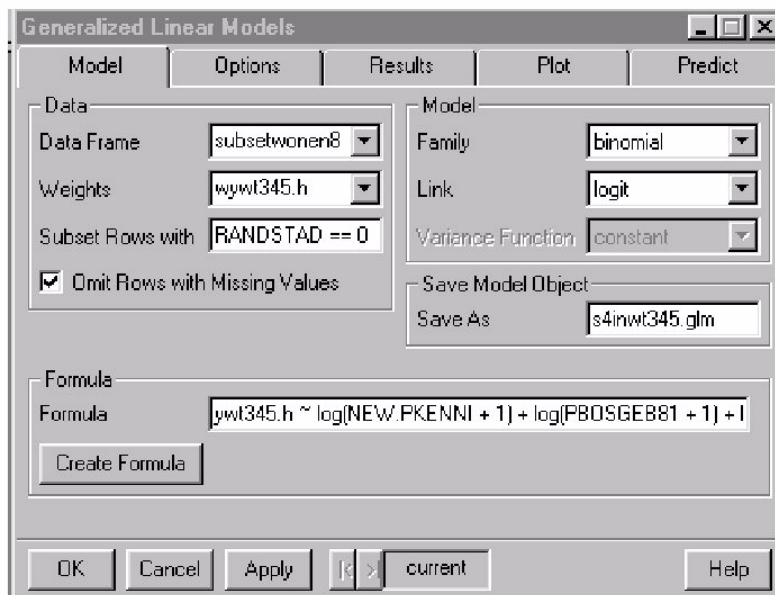 Generalized Linear Models
Model Options Results Plot Predict
Data
Data Frame subsetwonen8
Weights wywt345.h
Subset Rows with RANDSTAD == 0
Omit Rows with Missing Values
Model
Family binomial
Link logit
Variance Function constant
Save Model Object
Save As s4inwt345.glm
Formula
Formula ywt345.h ~ log(NEW.PKENNI + 1) + log(PBOSGEB81 + 1) + l
Create Formula
OK Cancel Apply current Help